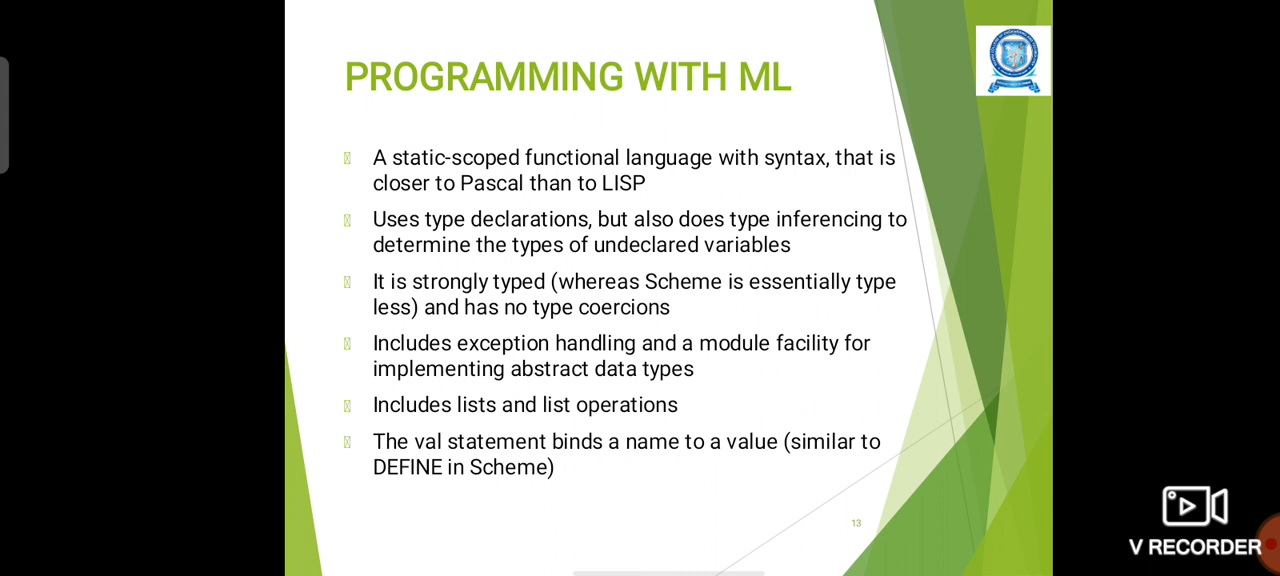 PROGRAMMING WITH ML
A static-scoped functional language with syntax, that is
closer to Pascal than to LISP
Uses type declarations, but also does type inferencing to
determine the types of undeclared variables
It is strongly typed (whereas Scheme is essentially type
less) and has no type coercions
Includes exception handling and a module facility for
implementing abstract data types
Includes lists and list operations
The val statement binds a name to a value (similar to
DEFINE in Scheme)
13
V RECORDER